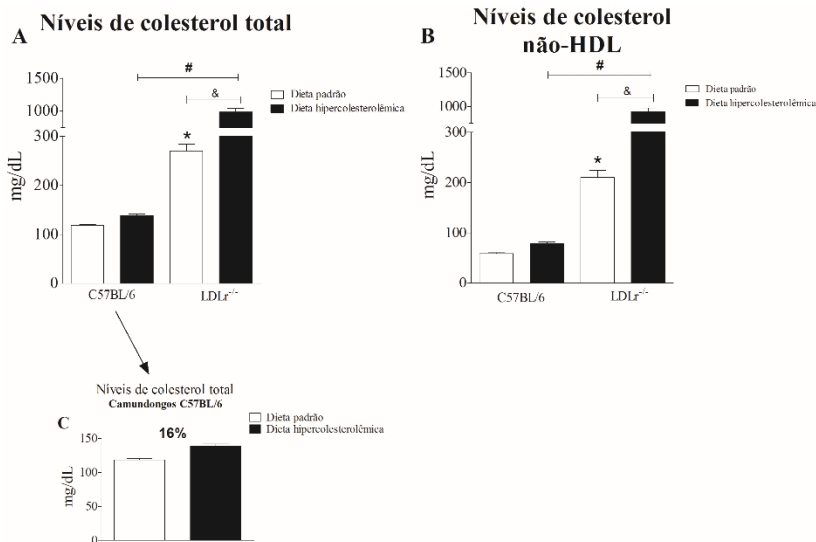 A
Níveis de colesterol total
1500
1000
300
200
100
0
mg/dL
#
&
*
Dieta padrão
Dieta hipercolesterolêmica
C57BL/6
LDLr-/-
B
Níveis de colesterol
não-HDL
1500
1000
300
200
100
0
mg/dL
#
&
*
Dieta padrão
Dieta hipercolesterolêmica
C57BL/6
LDLr-/-
Níveis de colesterol total
Camundongos C57BL/6
C
Dieta padrão
Dieta hipercolesterolêmica
16%
150
100
50
0
mg/dL